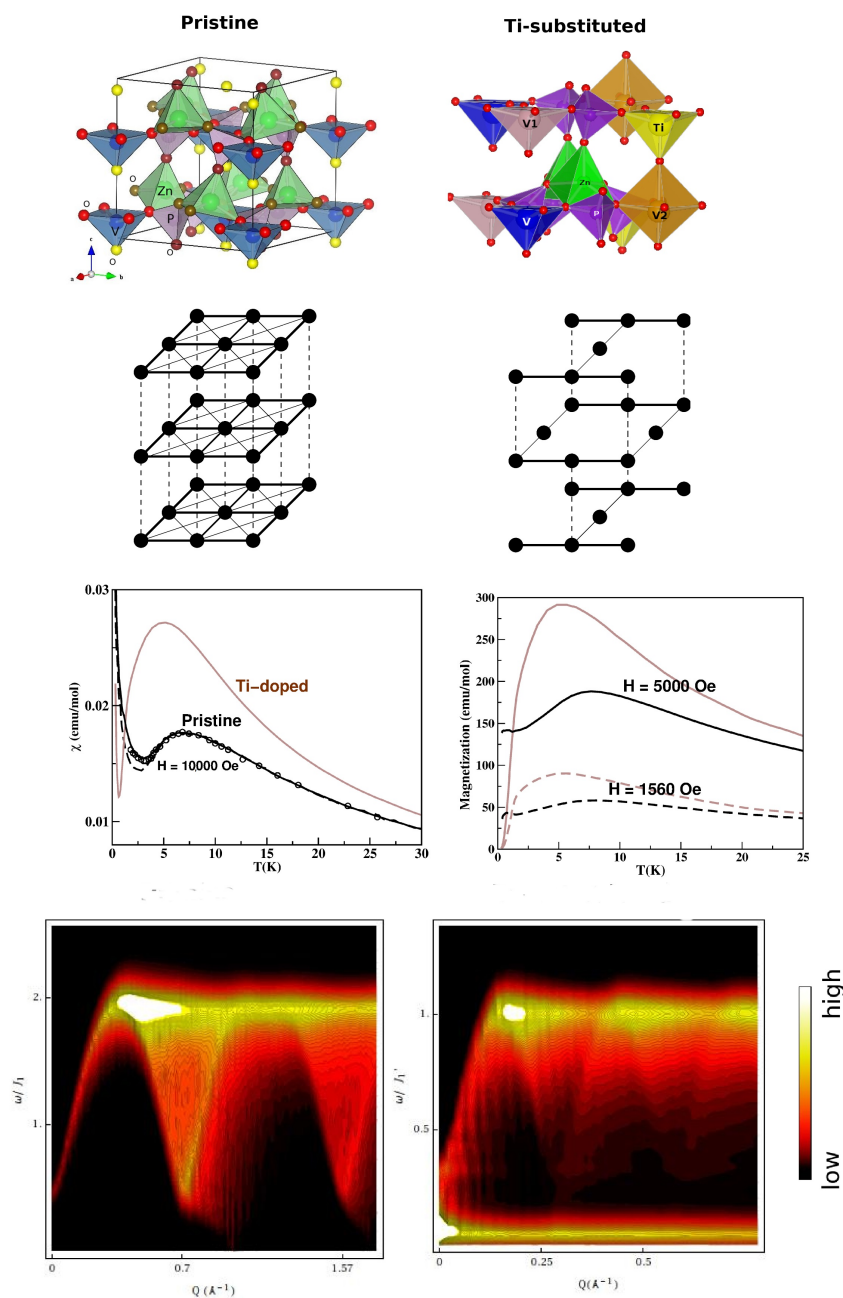 Pristine
Ti-substituted
V1
Ti
Zn
Zn
O
O
P
P
V
V
V2
O
O
c
a
b
0.03
0.02
0.01
χ (emu/mol)
Ti–doped
Pristine
H = 10000 Oe
0 5 10 15 20 25 30
T(K)
300
250
200
150
100
50
0
Magnetization (emu/mol)
H = 5000 Oe
H = 1560 Oe
0 5 10 15 20 25
T(K)
2.
1.
ω/ J₁
0 0.7 1.57
Q (Å⁻¹)
1.
0.5
ω/ J₁'
0 0.25 0.5
Q(Å⁻¹)
high
low